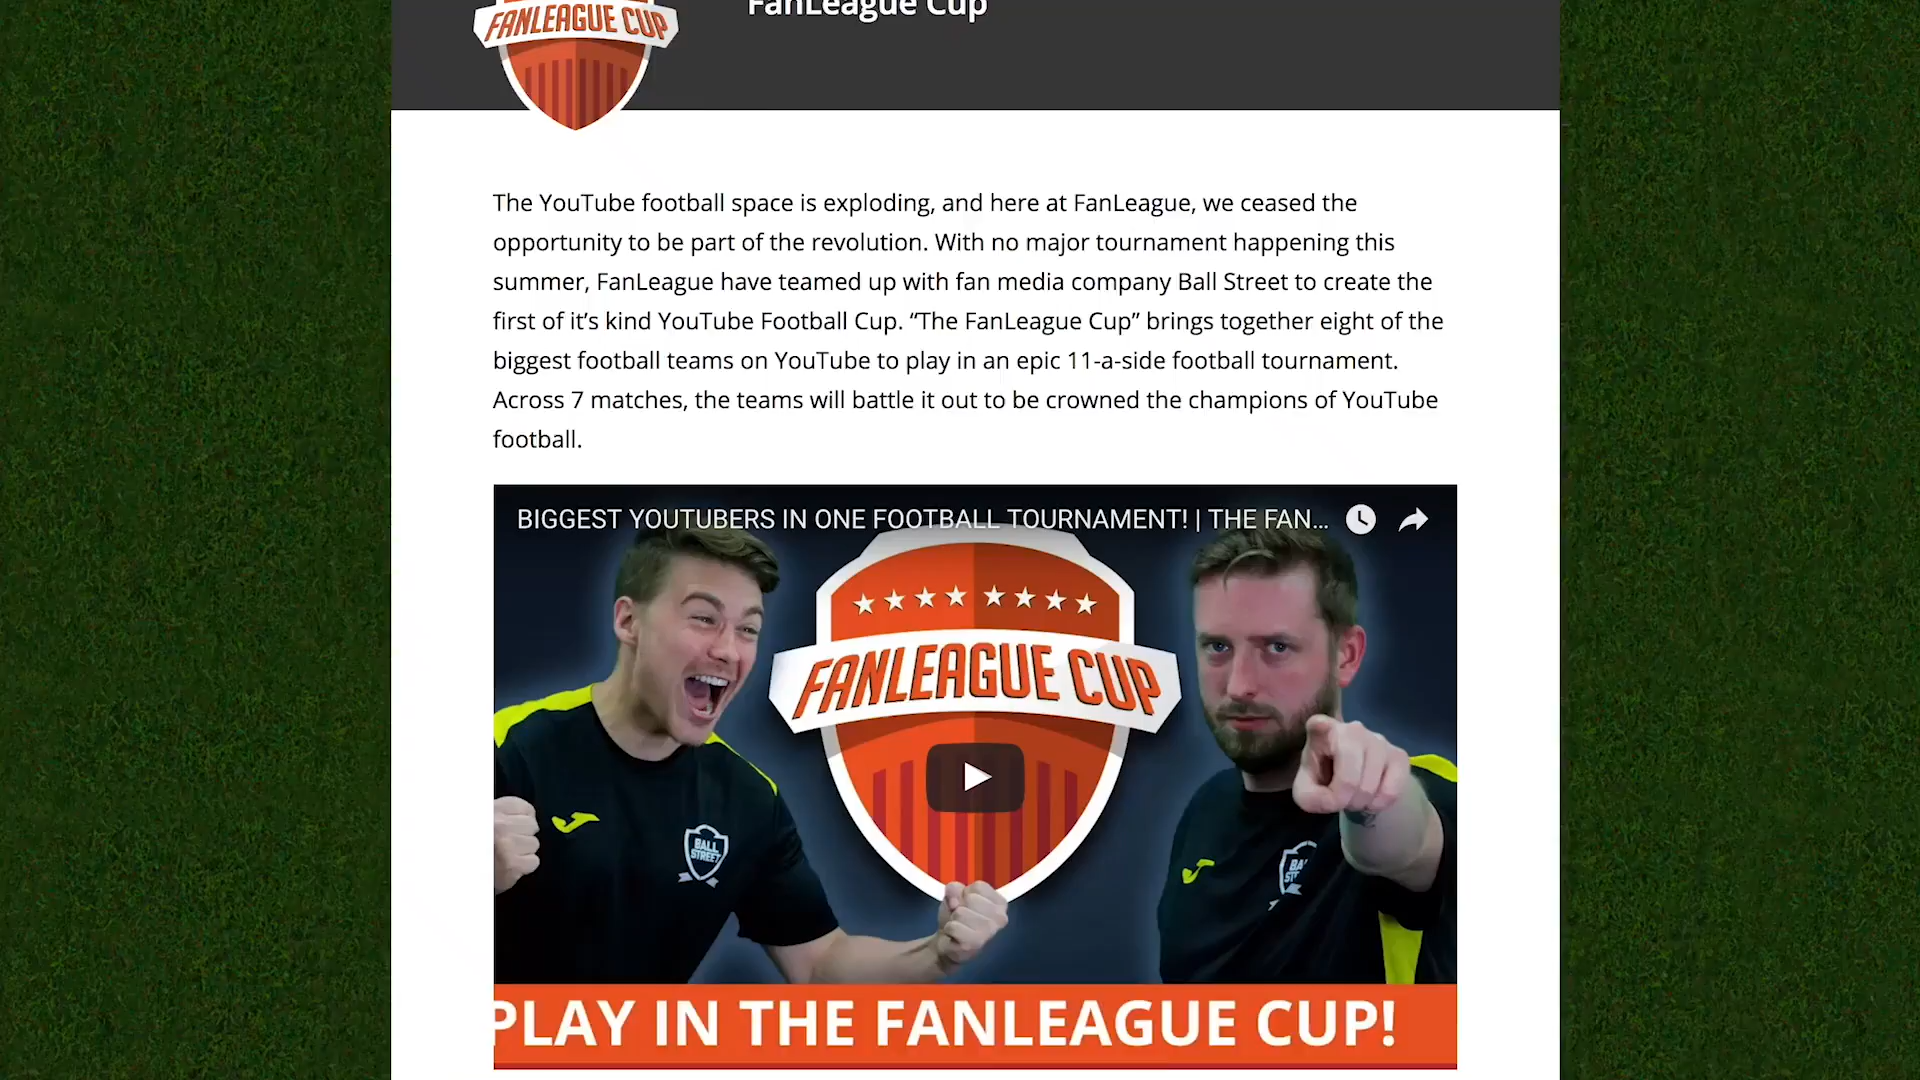 FanLeague Cup
FANLEAGUE CUP
The YouTube football space is exploding, and here at FanLeague, we ceased the
opportunity to be part of the revolution. With no major tournament happening this
summer, FanLeague have teamed up with fan media company Ball Street to create the
first of it’s kind YouTube Football Cup. “The FanLeague Cup” brings together eight of the
biggest football teams on YouTube to play in an epic 11-a-side football tournament.
Across 7 matches, the teams will battle it out to be crowned the champions of YouTube
football.
BIGGEST YOUTUBERS IN ONE FOOTBALL TOURNAMENT! | THE FAN...
FANLEAGUE CUP
BALL
STREET
BA
ST
PLAY IN THE FANLEAGUE CUP!